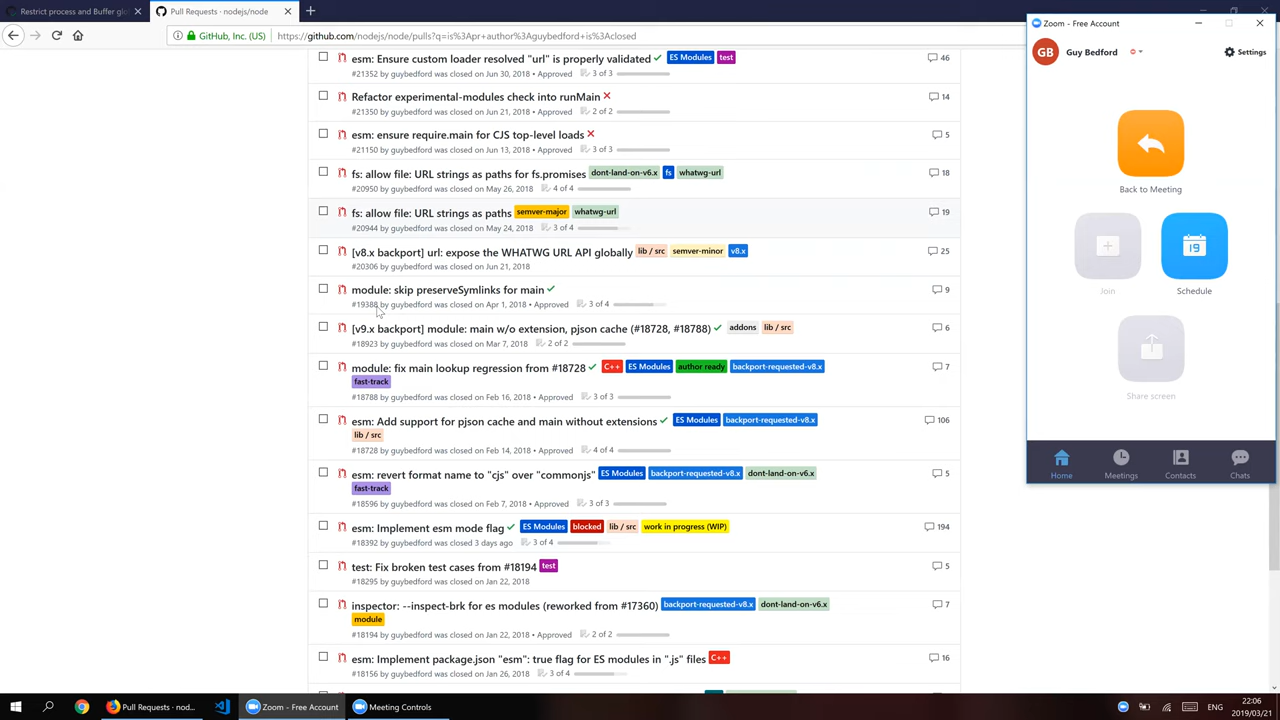 Restrict process and Buffer glo
Pull Requests · nodejs/node
GitHub, Inc. (US)
https://github.com/nodejs/node/pulls?q=is%3Apr+author%3Aguybedford+is%3Aclosed
esm: Ensure custom loader resolved "url" is properly validated ES Modules test 46
#21352 by guybedford was closed on Jun 30, 2018 • Approved 3 of 3
Refactor experimental-modules check into runMain 14
#21350 by guybedford was closed on Jun 21, 2018 • Approved 2 of 2
esm: ensure require.main for CJS top-level loads 5
#21150 by guybedford was closed on Jun 13, 2018 • Approved 3 of 3
fs: allow file: URL strings as paths for fs.promises dont-land-on-v6.x fs whatwg-url 18
#20950 by guybedford was closed on May 26, 2018 4 of 4
fs: allow file: URL strings as paths semver-major whatwg-url 19
#20944 by guybedford was closed on May 24, 2018 3 of 4
[v8.x backport] url: expose the WHATWG URL API globally lib / src semver-minor v8.x 25
#20306 by guybedford was closed on Jun 21, 2018
module: skip preserveSymlinks for main 9
#19388 by guybedford was closed on Apr 1, 2018 • Approved 3 of 4
[v9.x backport] module: main w/o extension, pjson cache (#18728, #18788) addons lib / src 6
#18923 by guybedford was closed on Mar 7, 2018 2 of 2
module: fix main lookup regression from #18728 C++ ES Modules author ready backport-requested-v8.x 7
fast-track
#18788 by guybedford was closed on Feb 16, 2018 • Approved 3 of 3
esm: Add support for pjson cache and main without extensions ES Modules backport-requested-v8.x 106
lib / src
#18728 by guybedford was closed on Feb 14, 2018 • Approved 4 of 4
esm: revert format name to "cjs" over "commonjs" ES Modules backport-requested-v8.x dont-land-on-v6.x 5
fast-track
#18596 by guybedford was closed on Feb 7, 2018 • Approved 3 of 3
esm: Implement esm mode flag ES Modules blocked lib / src work in progress (WIP) 194
#18392 by guybedford was closed 3 days ago 3 of 4
test: Fix broken test cases from #18194 test 5
#18295 by guybedford was closed on Jan 22, 2018
inspector: --inspect-brk for es modules (reworked from #17360) backport-requested-v8.x dont-land-on-v6.x 7
module
#18194 by guybedford was closed on Jan 22, 2018 • Approved 2 of 2
esm: Implement package.json "esm": true flag for ES modules in ".js" files C++ 16
#18156 by guybedford was closed on Jan 26, 2018 3 of 4
Zoom - Free Account
GB Guy Bedford Settings
Back to Meeting
19
Join Schedule
Share screen
Home Meetings Contacts Chats
Pull Requests · nod...
Zoom - Free Account
Meeting Controls
ENG
22:06
2019/03/21